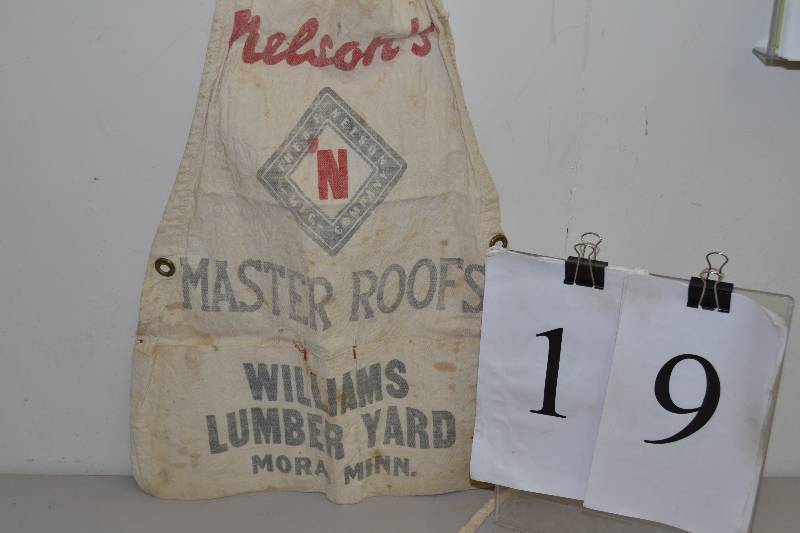 Nelson's
'N
MASTER ROOFS
WILLIAMS
LUMBER YARD
MORA MINN.
1 9